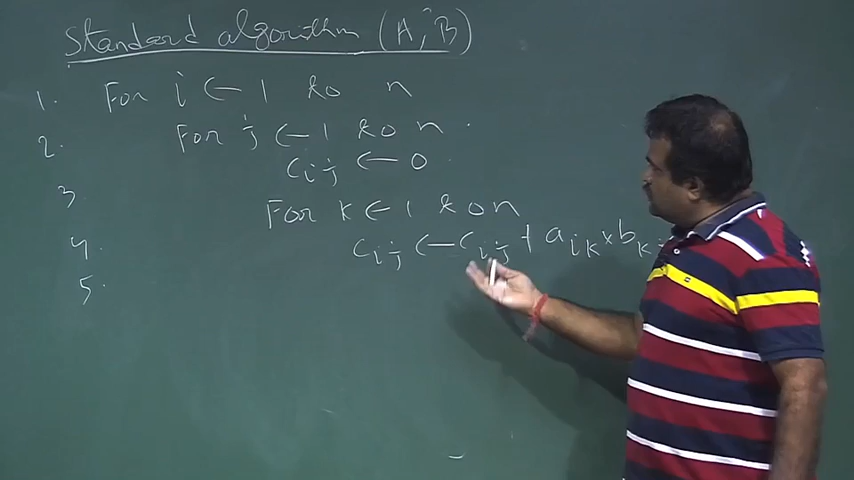 Standard algorithm (A, B)
1. For i ← 1 to n
2. For j ← 1 to n.
3 cij ← 0.
4. For k ← 1 to n
5. cij ← cij + aik × bk